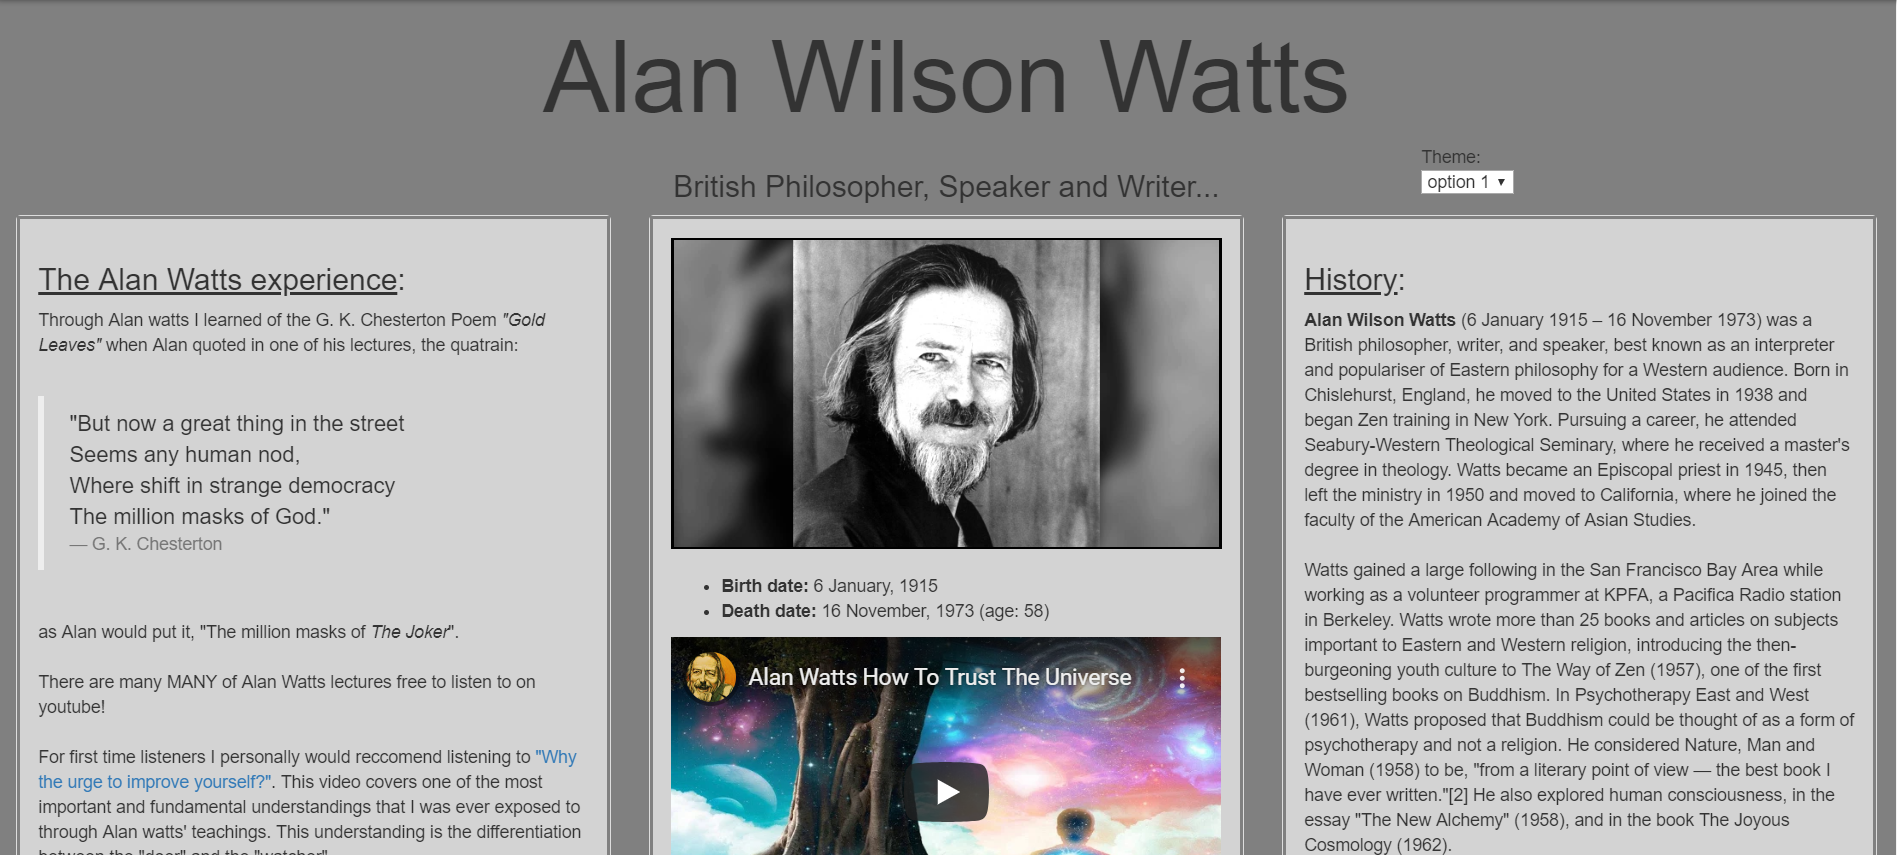 Alan Wilson Watts
British Philosopher, Speaker and Writer...
Theme:
option 1
The Alan Watts experience:
Through Alan watts I learned of the G. K. Chesterton Poem "Gold
Leaves" when Alan quoted in one of his lectures, the quatrain:
"But now a great thing in the street
Seems any human nod,
Where shift in strange democracy
The million masks of God."
— G. K. Chesterton
as Alan would put it, "The million masks of The Joker".
There are many MANY of Alan Watts lectures free to listen to on
youtube!
For first time listeners I personally would reccomend listening to "Why
the urge to improve yourself?". This video covers one of the most
important and fundamental understandings that I was ever exposed to
through Alan watts' teachings. This understanding is the differentiation
between the "doer" and the "watcher"
Birth date: 6 January, 1915
Death date: 16 November, 1973 (age: 58)
Alan Watts How To Trust The Universe
History:
Alan Wilson Watts (6 January 1915 – 16 November 1973) was a
British philosopher, writer, and speaker, best known as an interpreter
and populariser of Eastern philosophy for a Western audience. Born in
Chislehurst, England, he moved to the United States in 1938 and
began Zen training in New York. Pursuing a career, he attended
Seabury-Western Theological Seminary, where he received a master's
degree in theology. Watts became an Episcopal priest in 1945, then
left the ministry in 1950 and moved to California, where he joined the
faculty of the American Academy of Asian Studies.
Watts gained a large following in the San Francisco Bay Area while
working as a volunteer programmer at KPFA, a Pacifica Radio station
in Berkeley. Watts wrote more than 25 books and articles on subjects
important to Eastern and Western religion, introducing the then-
burgeoning youth culture to The Way of Zen (1957), one of the first
bestselling books on Buddhism. In Psychotherapy East and West
(1961), Watts proposed that Buddhism could be thought of as a form of
psychotherapy and not a religion. He considered Nature, Man and
Woman (1958) to be, "from a literary point of view — the best book I
have ever written."[2] He also explored human consciousness, in the
essay "The New Alchemy" (1958), and in the book The Joyous
Cosmology (1962).